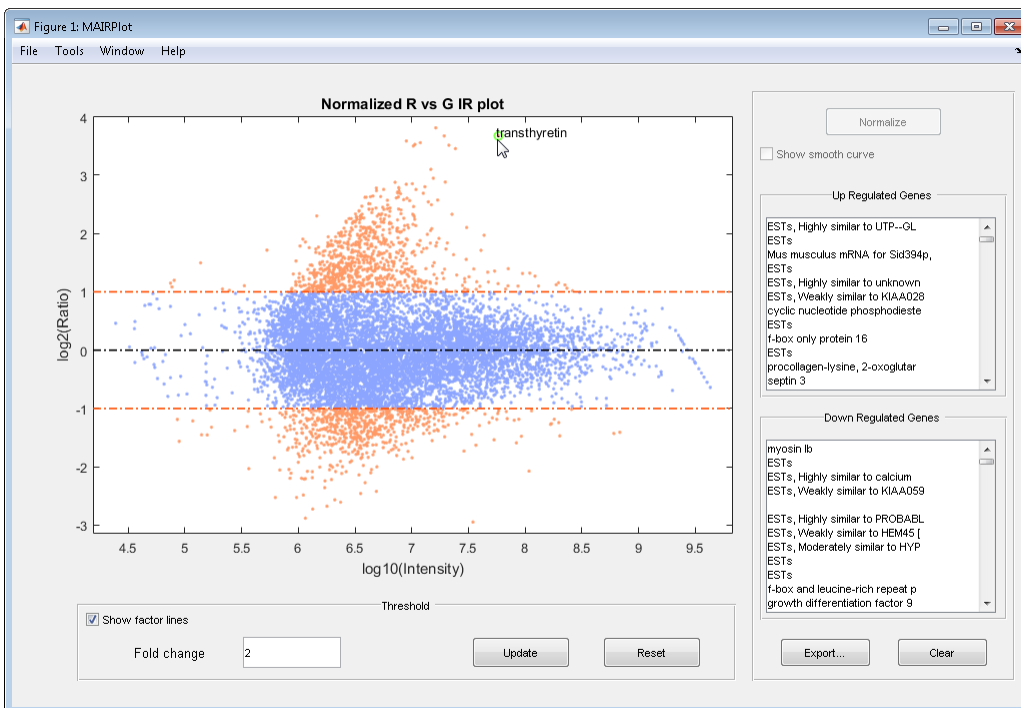 Figure 1: MAIRPlot
File Tools Window Help
Normalized R vs G IR plot
transthyretin
4
3
2
1
0
-1
-2
-3
log2(Ratio)
4.5 5 5.5 6 6.5 7 7.5 8 8.5 9 9.5
log10(Intensity)
Threshold
Show factor lines
Fold change 2 Update Reset
Normalize
Show smooth curve
Up Regulated Genes
ESTs, Highly similar to UTP--GL
ESTs
Mus musculus mRNA for Sid394p,
ESTs
ESTs, Highly similar to unknown
ESTs, Weakly similar to KIAA028
cyclic nucleotide phosphodieste
ESTs
f-box only protein 16
ESTs
procollagen-lysine, 2-oxoglutar
septin 3
Down Regulated Genes
myosin Ib
ESTs
ESTs, Highly similar to calcium
ESTs, Weakly similar to KIAA059
ESTs, Highly similar to PROBABL
ESTs, Weakly similar to HEM45 [
ESTs, Moderately similar to HYP
ESTs
ESTs
f-box and leucine-rich repeat p
growth differentiation factor 9
Export... Clear